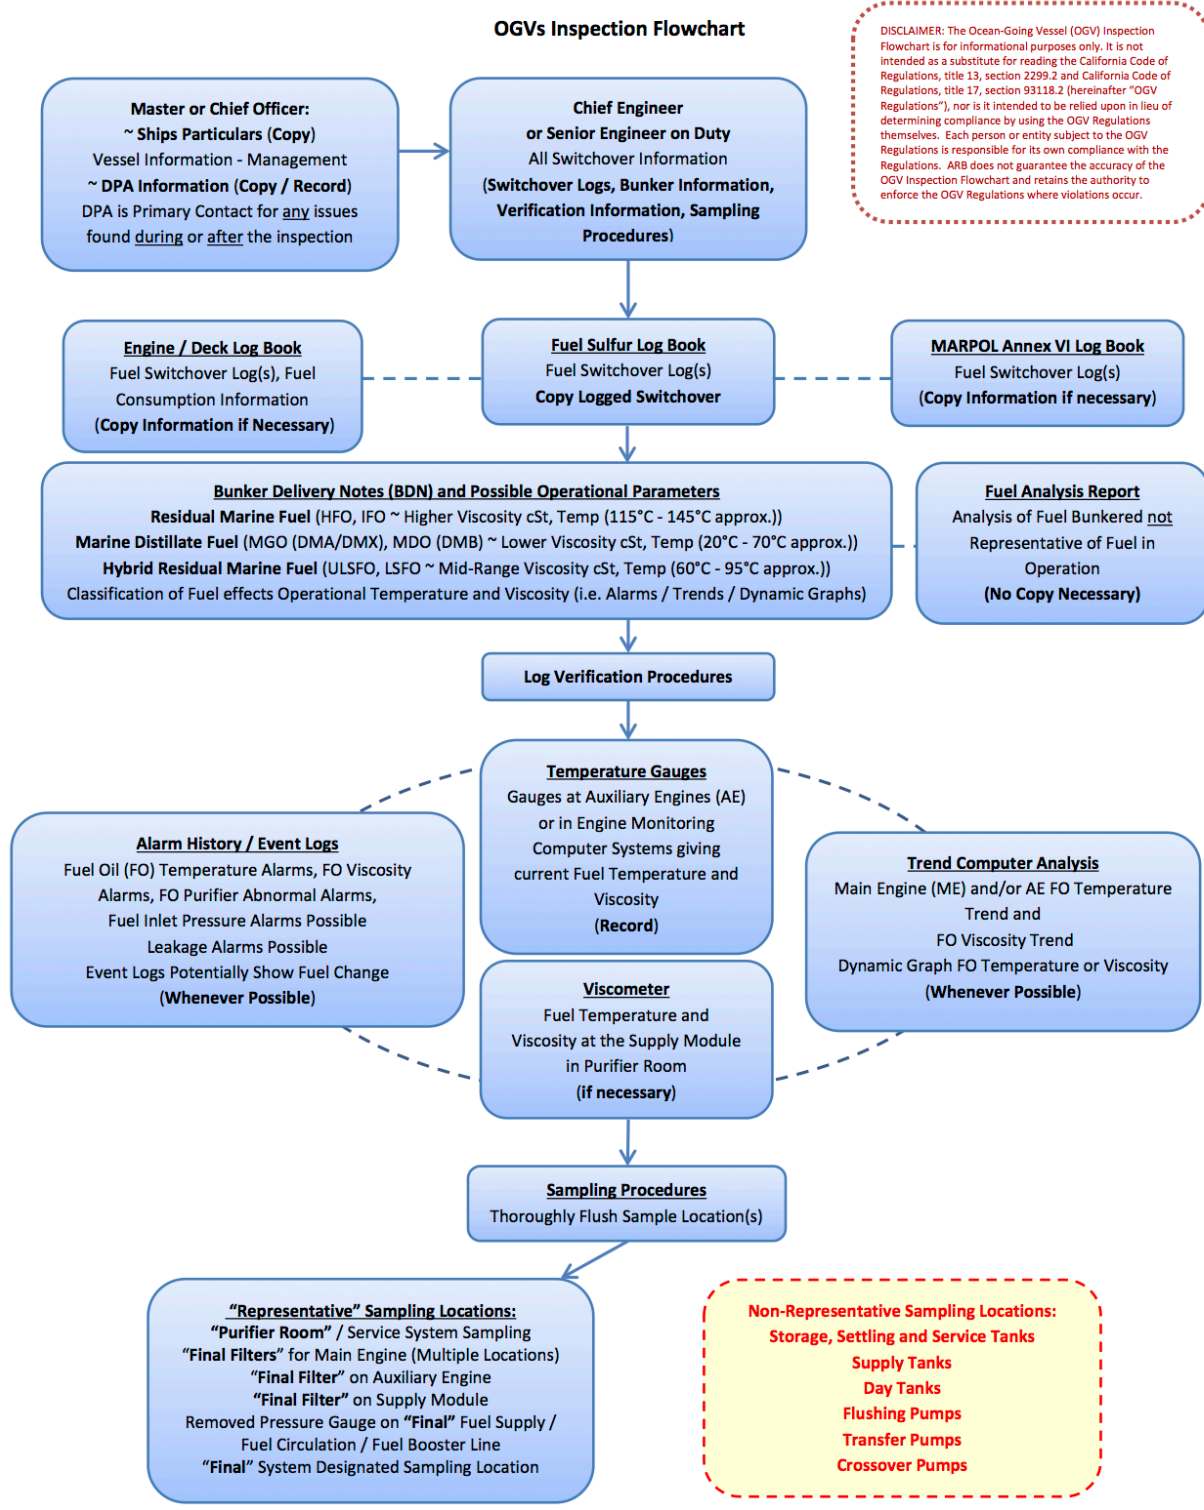 OGVs Inspection Flowchart
DISCLAIMER: The Ocean-Going Vessel (OGV) Inspection
Flowchart is for informational purposes only. It is not
intended as a substitute for reading the California Code of
Regulations, title 13, section 2299.2 and California Code of
Regulations, title 17, section 93118.2 (hereinafter “OGV
Regulations”), nor is it intended to be relied upon in lieu of
determining compliance by using the OGV Regulations
themselves. Each person or entity subject to the OGV
Regulations is responsible for its own compliance with the
Regulations. ARB does not guarantee the accuracy of the
OGV Inspection Flowchart and retains the authority to
enforce the OGV Regulations where violations occur.
Master or Chief Officer:
~ Ships Particulars (Copy)
Vessel Information - Management
~ DPA Information (Copy / Record)
DPA is Primary Contact for any issues
found during or after the inspection
Chief Engineer
or Senior Engineer on Duty
All Switchover Information
(Switchover Logs, Bunker Information,
Verification Information, Sampling
Procedures)
Engine / Deck Log Book
Fuel Switchover Log(s), Fuel
Consumption Information
(Copy Information if Necessary)
Fuel Sulfur Log Book
Fuel Switchover Log(s)
Copy Logged Switchover
MARPOL Annex VI Log Book
Fuel Switchover Log(s)
(Copy Information if necessary)
Bunker Delivery Notes (BDN) and Possible Operational Parameters
Residual Marine Fuel (HFO, IFO ~ Higher Viscosity cSt, Temp (115°C - 145°C approx.))
Marine Distillate Fuel (MGO (DMA/DMX), MDO (DMB) ~ Lower Viscosity cSt, Temp (20°C - 70°C approx.))
Hybrid Residual Marine Fuel (ULSFO, LSFO ~ Mid-Range Viscosity cSt, Temp (60°C - 95°C approx.))
Classification of Fuel effects Operational Temperature and Viscosity (i.e. Alarms / Trends / Dynamic Graphs)
Fuel Analysis Report
Analysis of Fuel Bunkered not
Representative of Fuel in
Operation
(No Copy Necessary)
Log Verification Procedures
Temperature Gauges
Gauges at Auxiliary Engines (AE)
or in Engine Monitoring
Computer Systems giving
current Fuel Temperature and
Viscosity
(Record)
Alarm History / Event Logs
Fuel Oil (FO) Temperature Alarms, FO Viscosity
Alarms, FO Purifier Abnormal Alarms,
Fuel Inlet Pressure Alarms Possible
Leakage Alarms Possible
Event Logs Potentially Show Fuel Change
(Whenever Possible)
Trend Computer Analysis
Main Engine (ME) and/or AE FO Temperature
Trend and
FO Viscosity Trend
Dynamic Graph FO Temperature or Viscosity
(Whenever Possible)
Viscometer
Fuel Temperature and
Viscosity at the Supply Module
in Purifier Room
(if necessary)
Sampling Procedures
Thoroughly Flush Sample Location(s)
“Representative” Sampling Locations:
“Purifier Room” / Service System Sampling
“Final Filters” for Main Engine (Multiple Locations)
“Final Filter” on Auxiliary Engine
“Final Filter” on Supply Module
Removed Pressure Gauge on “Final” Fuel Supply /
Fuel Circulation / Fuel Booster Line
“Final” System Designated Sampling Location
Non-Representative Sampling Locations:
Storage, Settling and Service Tanks
Supply Tanks
Day Tanks
Flushing Pumps
Transfer Pumps
Crossover Pumps